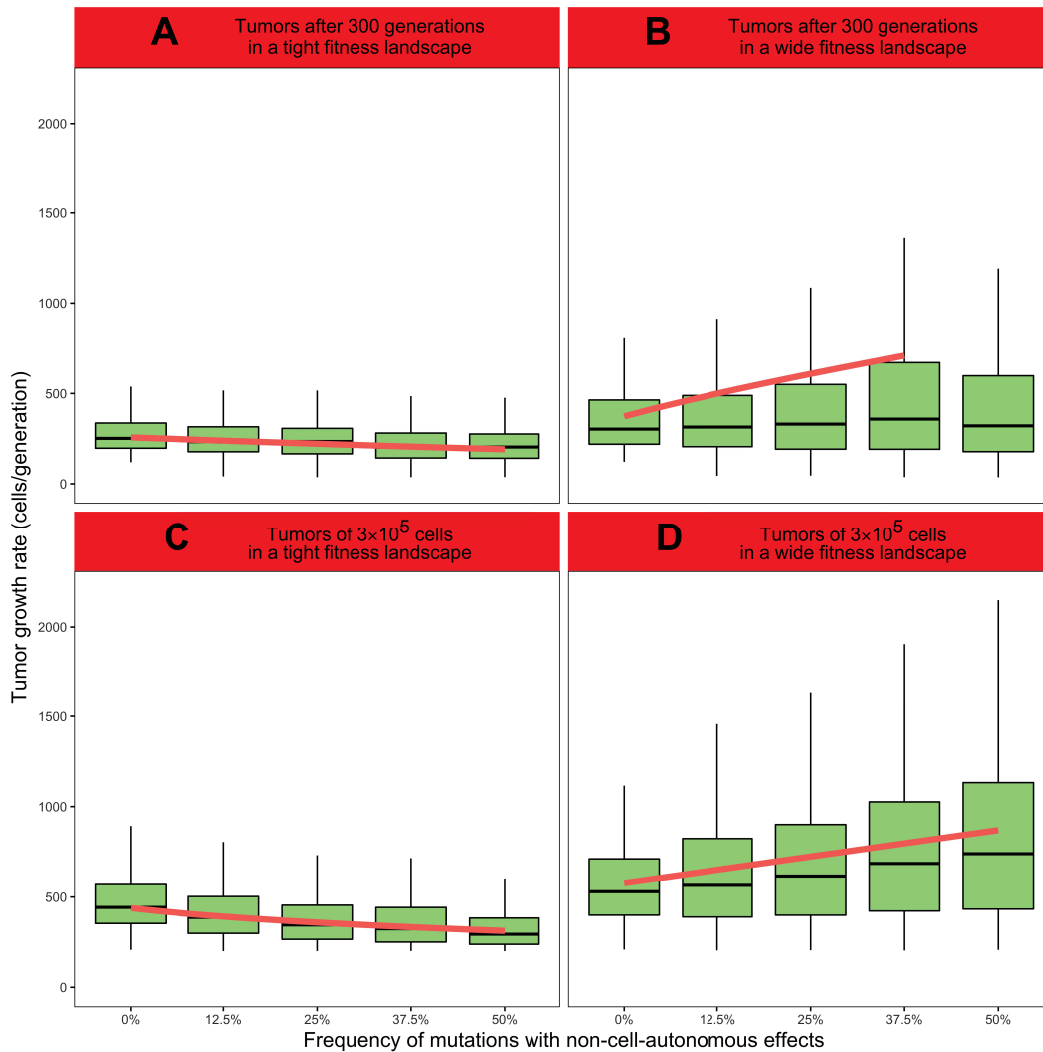 A
Tumors after 300 generations
in a tight fitness landscape
B
Tumors after 300 generations
in a wide fitness landscape
2000
1500
1000
500
0
C
Tumors of 3×10⁵ cells
in a tight fitness landscape
D
Tumors of 3×10⁵ cells
in a wide fitness landscape
2000
1500
1000
500
0
Tumor growth rate (cells/generation)
0% 12.5% 25% 37.5% 50%
0% 12.5% 25% 37.5% 50%
Frequency of mutations with non-cell-autonomous effects